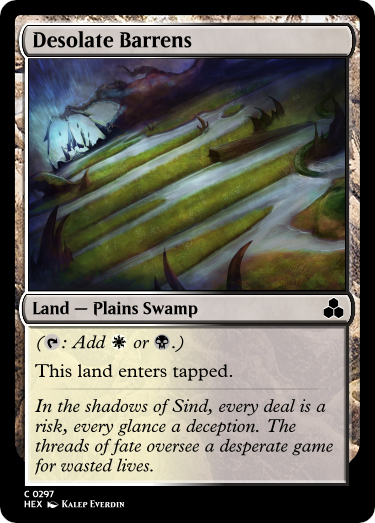 Desolate Barrens
Land — Plains Swamp
(: Add or .)
This land enters tapped.
In the shadows of Sind, every deal is a
risk, every glance a deception. The
threads of fate oversee a desperate game
for wasted lives.
C 0297
HEX Kalep Everdin